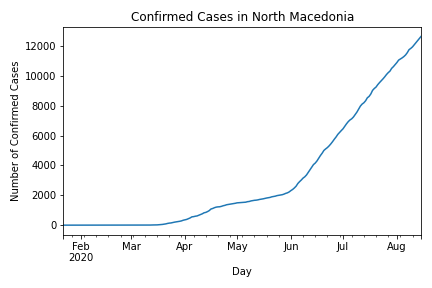 Confirmed Cases in North Macedonia
12000
10000
8000
6000
4000
2000
0
Number of Confirmed Cases
Feb Mar Apr May Jun Jul Aug
2020
Day